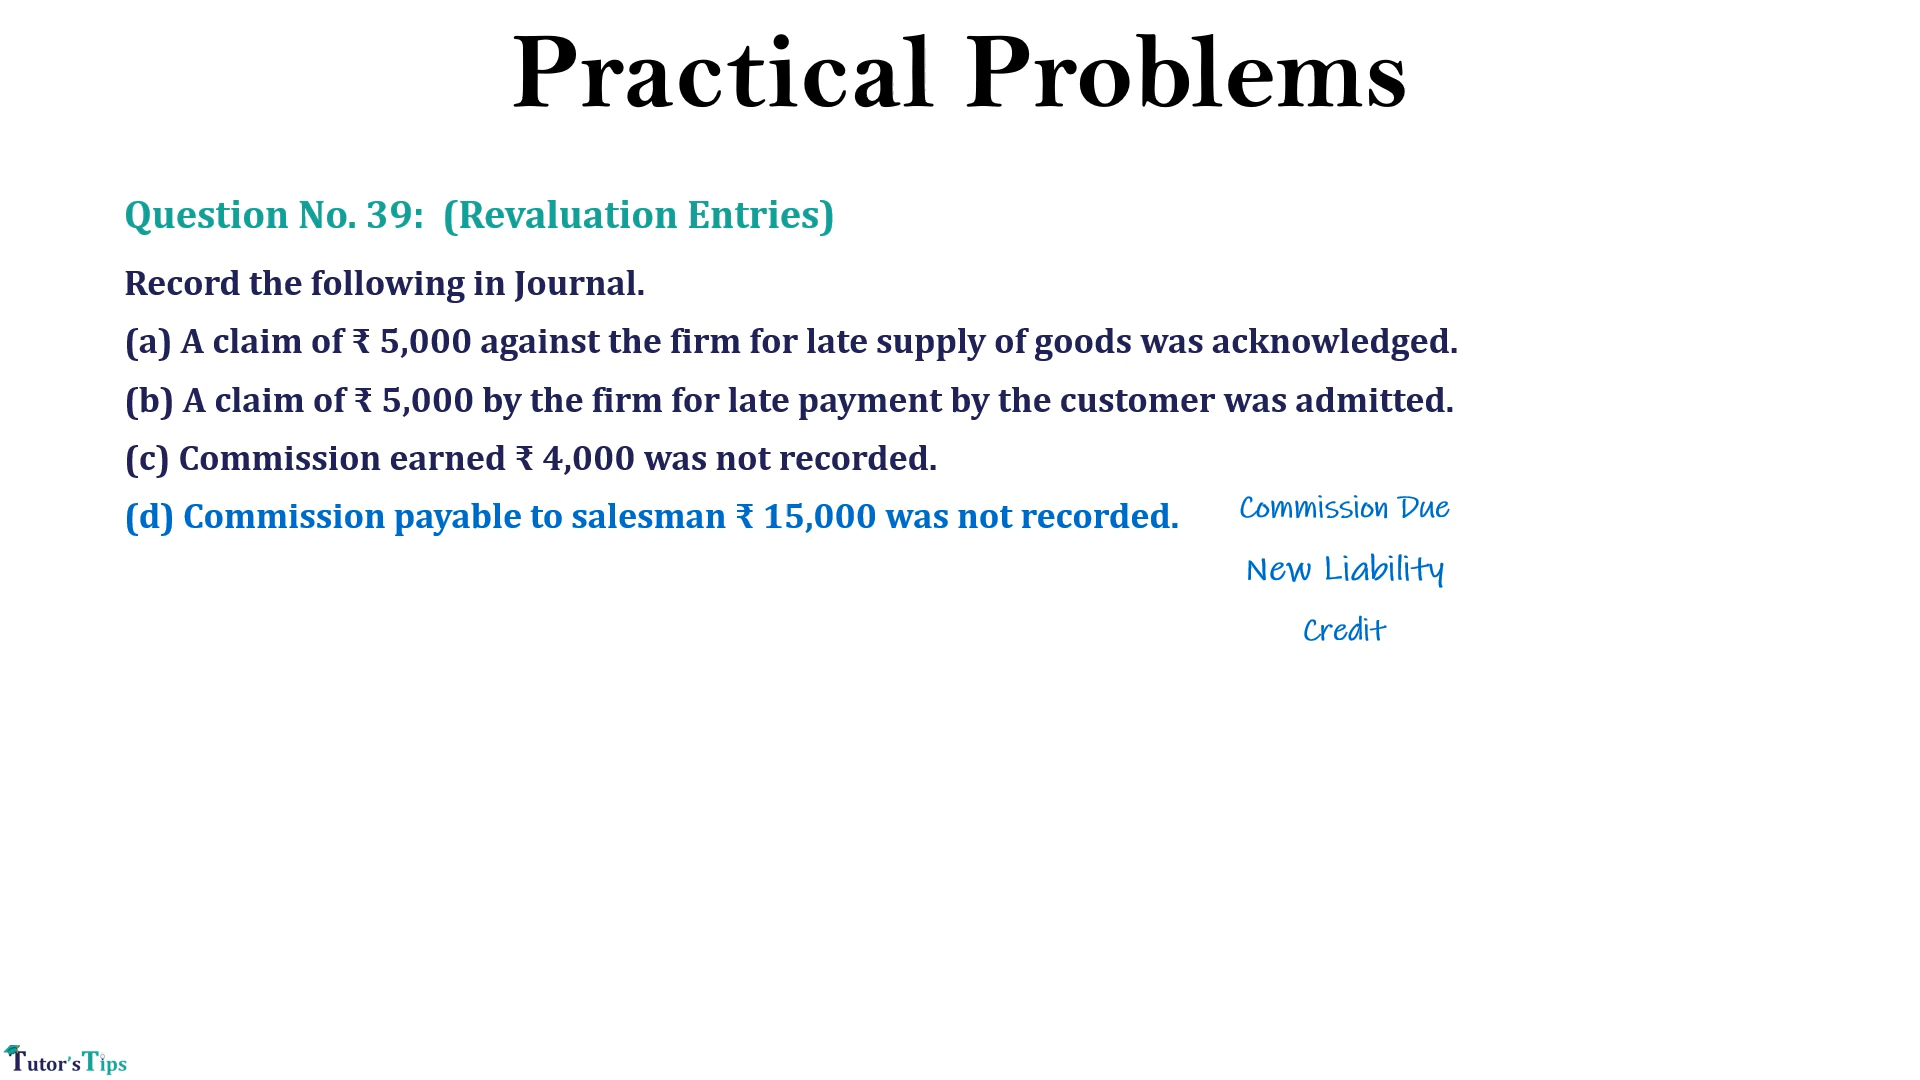 Practical Problems
Question No. 39:  (Revaluation Entries)
Record the following in Journal.
(a) A claim of ₹ 5,000 against the firm for late supply of goods was acknowledged.
(b) A claim of ₹ 5,000 by the firm for late payment by the customer was admitted.
(c) Commission earned ₹ 4,000 was not recorded.
(d) Commission payable to salesman ₹ 15,000 was not recorded.
Commission Due
New Liability
Credit
Tutor'sTips